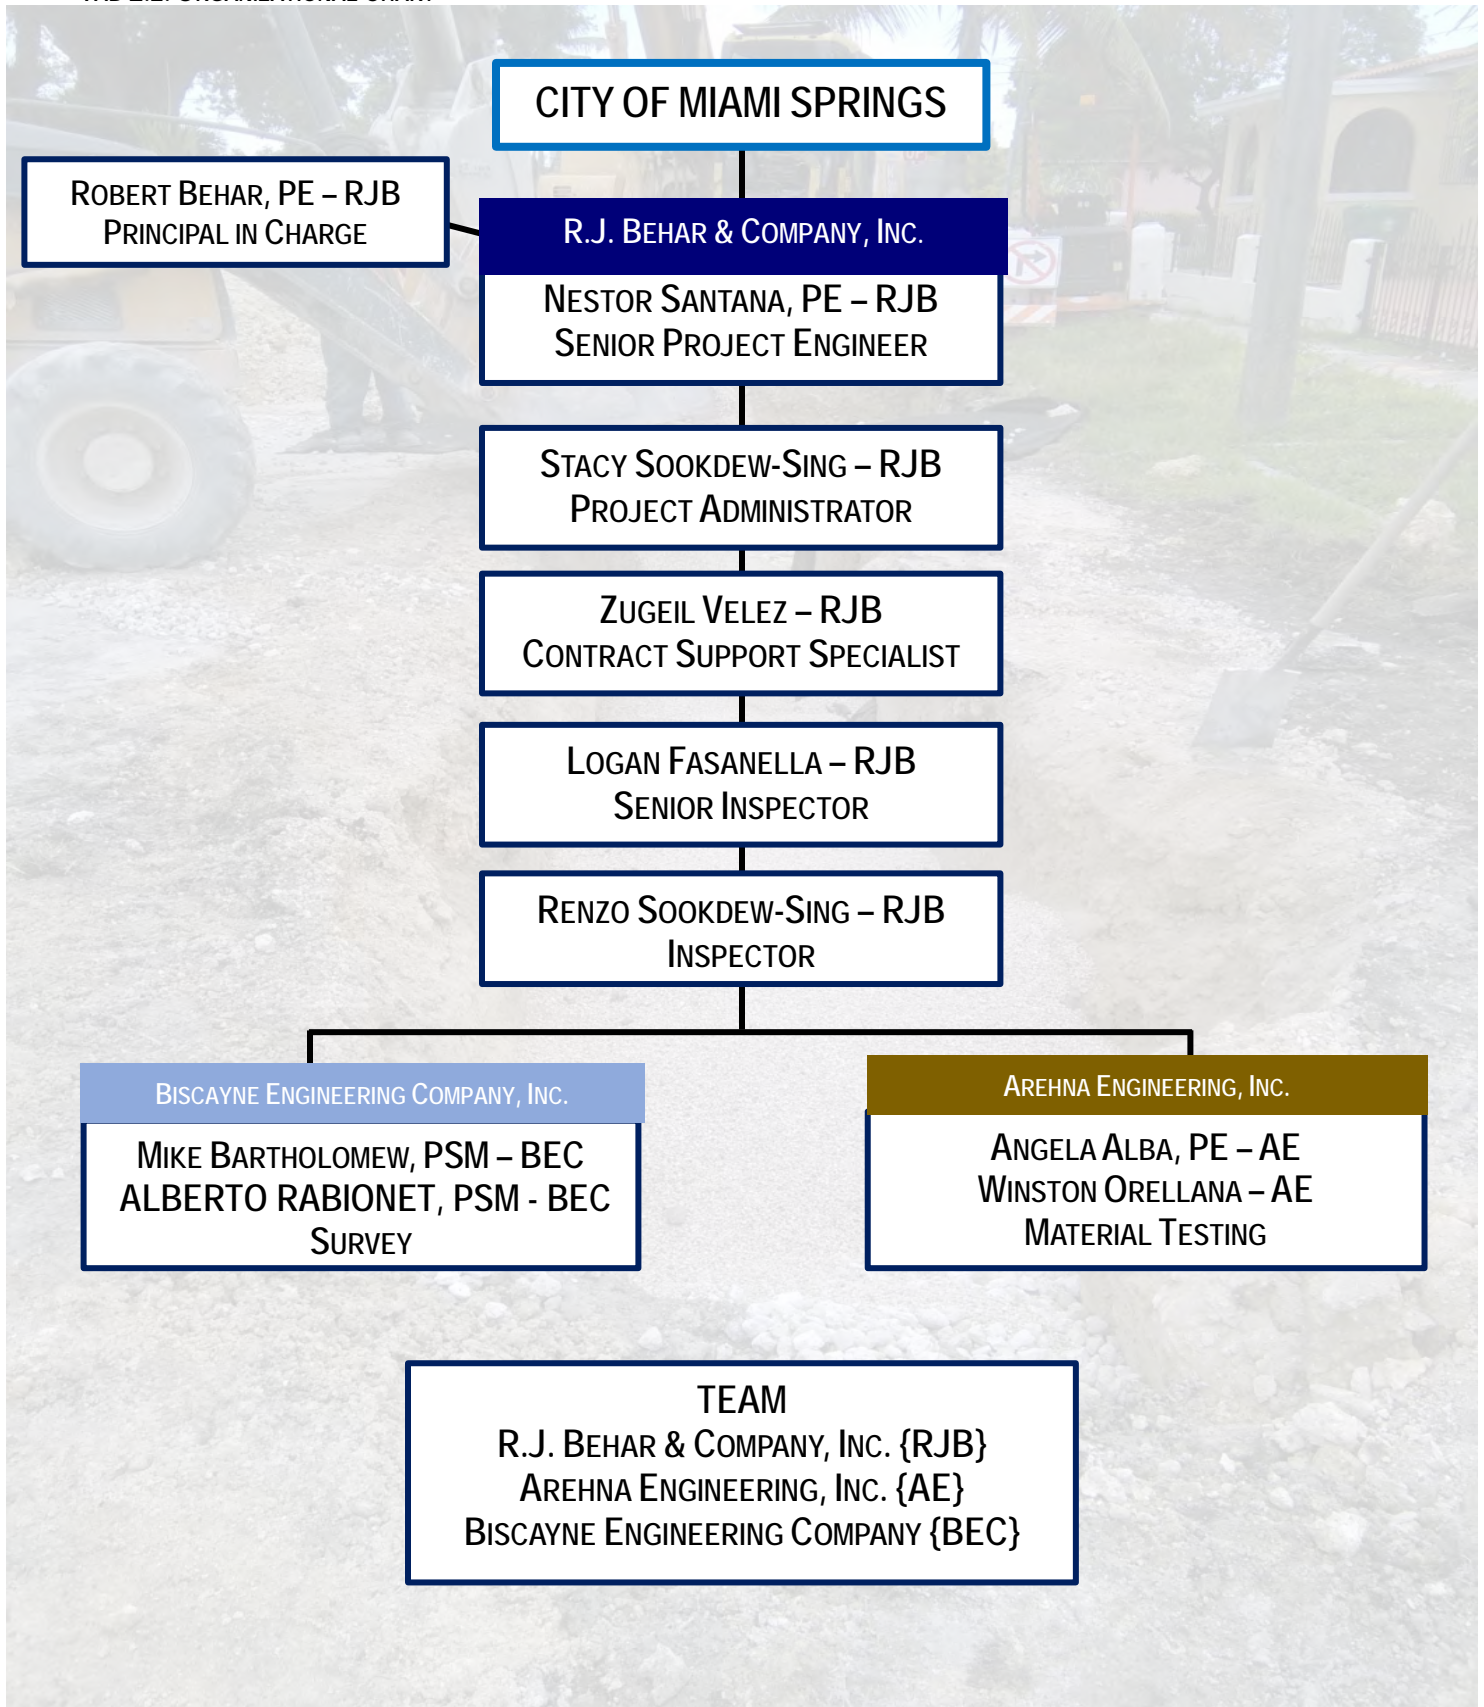 CITY OF MIAMI SPRINGS
ROBERT BEHAR, PE – RJB
PRINCIPAL IN CHARGE
R.J. BEHAR & COMPANY, INC.
NESTOR SANTANA, PE – RJB
SENIOR PROJECT ENGINEER
STACY SOOKDEW-SING – RJB
PROJECT ADMINISTRATOR
ZUGEIL VELEZ – RJB
CONTRACT SUPPORT SPECIALIST
LOGAN FASANELLA – RJB
SENIOR INSPECTOR
RENZO SOOKDEW-SING – RJB
INSPECTOR
BISCAYNE ENGINEERING COMPANY, INC.
MIKE BARTHOLOMEW, PSM – BEC
ALBERTO RABIONET, PSM - BEC
SURVEY
AREHNA ENGINEERING, INC.
ANGELA ALBA, PE – AE
WINSTON ORELLANA – AE
MATERIAL TESTING
TEAM
R.J. BEHAR & COMPANY, INC. {RJB}
AREHNA ENGINEERING, INC. {AE}
BISCAYNE ENGINEERING COMPANY {BEC}